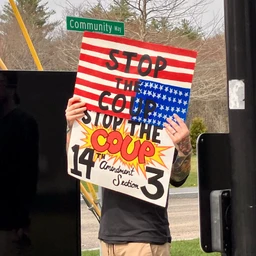 Community Way
STOP
THE
COUP
STOP THE
COUP
14TH Amendment
Section 3